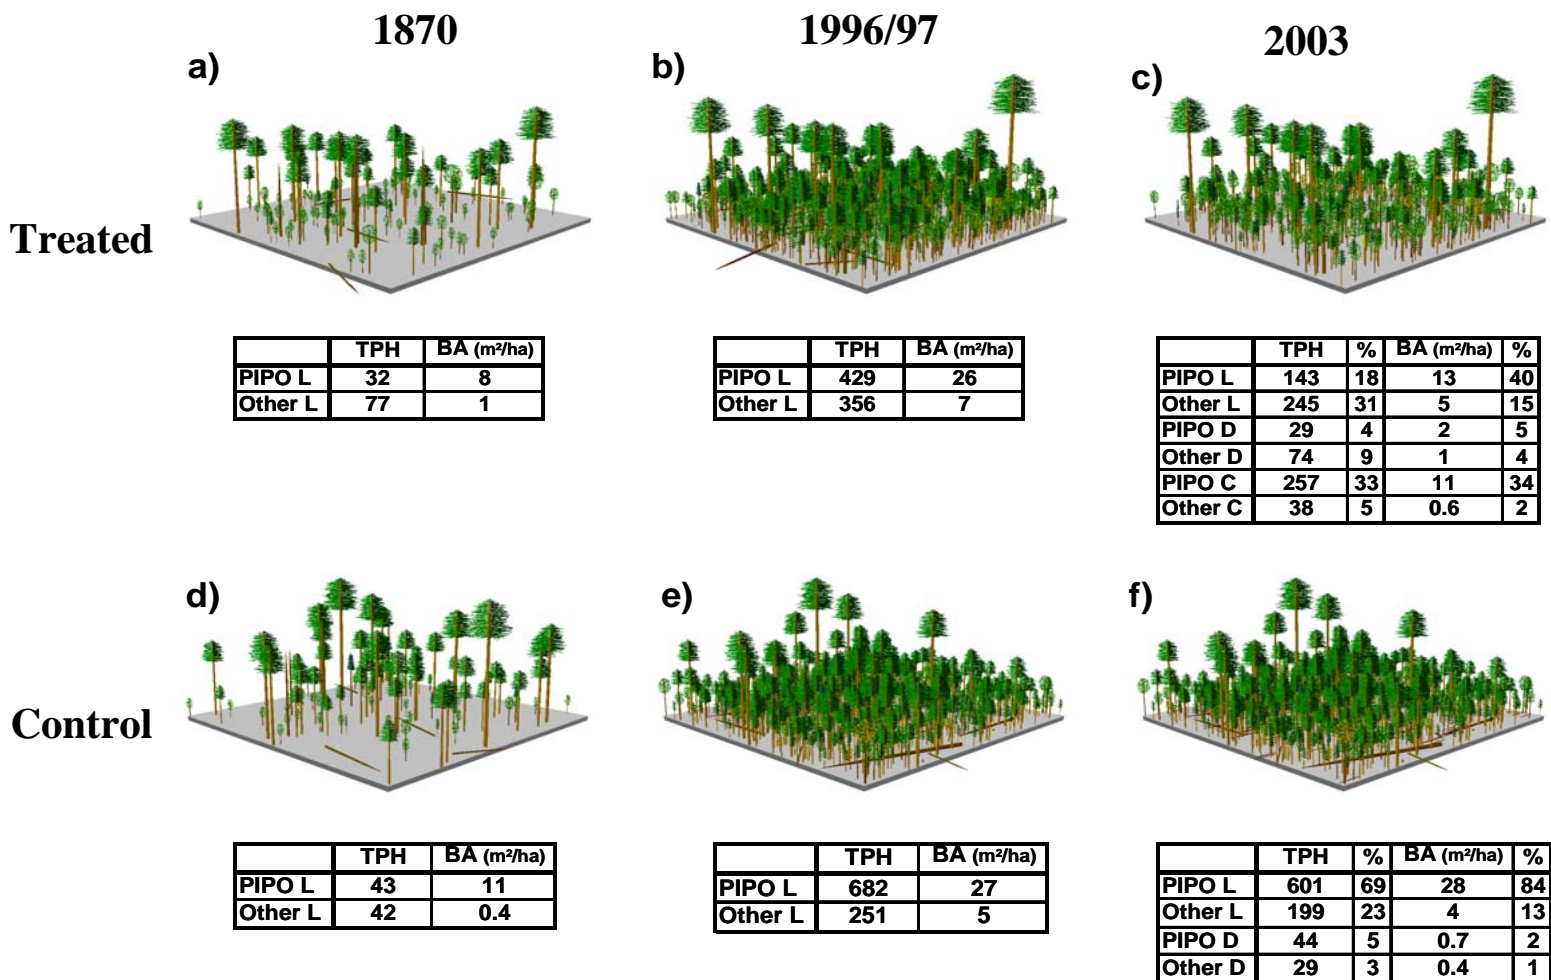 1870 1996/97 2003
a) b) c)
Treated
TPH BA (m²/ha)
PIPO L 32 8
Other L 77 1
TPH BA (m²/ha)
PIPO L 429 26
Other L 356 7
TPH % BA (m²/ha) %
PIPO L 143 18 13 40
Other L 245 31 5 15
PIPO D 29 4 2 5
Other D 74 9 1 4
PIPO C 257 33 11 34
Other C 38 5 0.6 2
d) e) f)
Control
TPH BA (m²/ha)
PIPO L 43 11
Other L 42 0.4
TPH BA (m²/ha)
PIPO L 682 27
Other L 251 5
TPH % BA (m²/ha) %
PIPO L 601 69 28 84
Other L 199 23 4 13
PIPO D 44 5 0.7 2
Other D 29 3 0.4 1